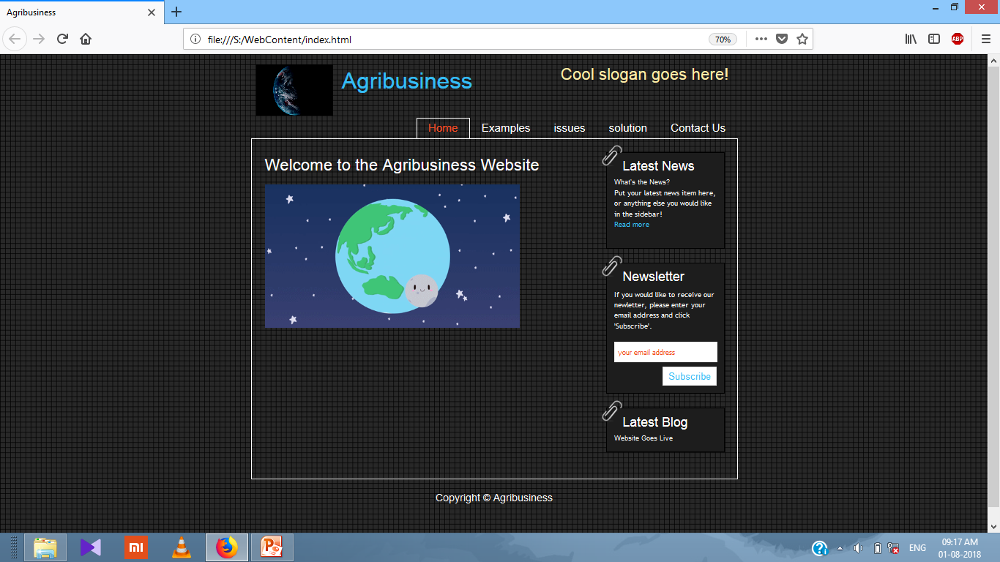 Agribusiness
file:///S:/WebContent/index.html
70%
ABP
Agribusiness
Cool slogan goes here!
Home
Examples
issues
solution
Contact Us
Welcome to the Agribusiness Website
Latest News
What's the News?
Put your latest news item here,
or anything else you would like
in the sidebar!
Read more
Newsletter
If you would like to receive our
newletter, please enter your
email address and click
'Subscribe'.
your email address
Subscribe
Latest Blog
Website Goes Live
Copyright © Agribusiness
mi
P
ENG
09:17 AM
01-08-2018